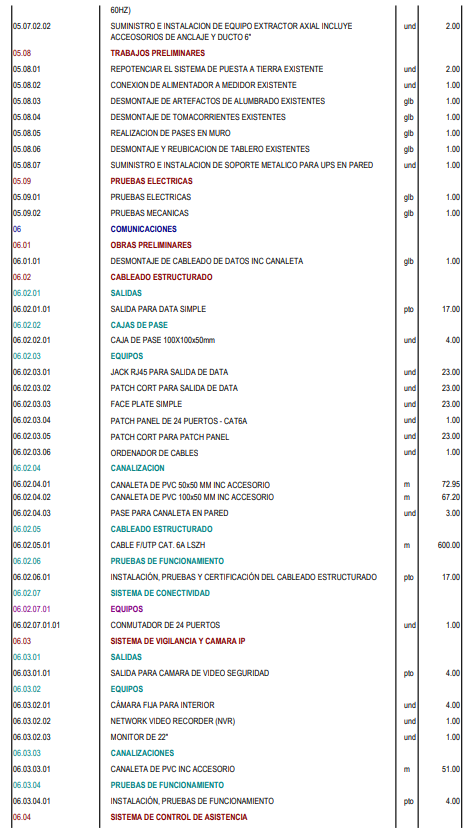 60HZ)
05.07.02.02 SUMINISTRO E INSTALACION DE EQUIPO EXTRACTOR AXIAL INCLUYE und 2.00
ACCEOSORIOS DE ANCLAJE Y DUCTO 6"
05.08 TRABAJOS PRELIMINARES
05.08.01 REPOTENCIAR EL SISTEMA DE PUESTA A TIERRA EXISTENTE und 2.00
05.08.02 CONEXION DE ALIMENTADOR A MEDIDOR EXISTENTE und 1.00
05.08.03 DESMONTAJE DE ARTEFACTOS DE ALUMBRADO EXISTENTES glb 1.00
05.08.04 DESMONTAJE DE TOMACORRIENTES EXISTENTES glb 1.00
05.08.05 REALIZACION DE PASES EN MURO glb 1.00
05.08.06 DESMONTAJE Y REUBICACION DE TABLERO EXISTENTES glb 1.00
05.08.07 SUMINISTRO E INSTALACION DE SOPORTE METALICO PARA UPS EN PARED und 1.00
05.09 PRUEBAS ELECTRICAS
05.09.01 PRUEBAS ELECTRICAS glb 1.00
05.09.02 PRUEBAS MECANICAS glb 1.00
06 COMUNICACIONES
06.01 OBRAS PRELIMINARES
06.01.01 DESMONTAJE DE CABLEADO DE DATOS INC CANALETA glb 1.00
06.02 CABLEADO ESTRUCTURADO
06.02.01 SALIDAS
06.02.01.01 SALIDA PARA DATA SIMPLE pto 17.00
06.02.02 CAJAS DE PASE
06.02.02.01 CAJA DE PASE 100X100x50mm und 4.00
06.02.03 EQUIPOS
06.02.03.01 JACK RJ45 PARA SALIDA DE DATA und 23.00
06.02.03.02 PATCH CORT PARA SALIDA DE DATA und 23.00
06.02.03.03 FACE PLATE SIMPLE und 23.00
06.02.03.04 PATCH PANEL DE 24 PUERTOS - CAT6A und 1.00
06.02.03.05 PATCH CORT PARA PATCH PANEL und 23.00
06.02.03.06 ORDENADOR DE CABLES und 1.00
06.02.04 CANALIZACION
06.02.04.01 CANALETA DE PVC 50x50 MM INC ACCESORIO m 72.95
06.02.04.02 CANALETA DE PVC 100x50 MM INC ACCESORIO m 67.20
06.02.04.03 PASE PARA CANALETA EN PARED und 3.00
06.02.05 CABLEADO ESTRUCTURADO
06.02.05.01 CABLE F/UTP CAT. 6A LSZH m 600.00
06.02.06 PRUEBAS DE FUNCIONAMIENTO
06.02.06.01 INSTALACIÓN, PRUEBAS Y CERTIFICACIÓN DEL CABLEADO ESTRUCTURADO pto 17.00
06.02.07 SISTEMA DE CONECTIVIDAD
06.02.07.01 EQUIPOS
06.02.07.01.01 CONMUTADOR DE 24 PUERTOS und 1.00
06.03 SISTEMA DE VIGILANCIA Y CAMARA IP
06.03.01 SALIDAS
06.03.01.01 SALIDA PARA CAMARA DE VIDEO SEGURIDAD pto 4.00
06.03.02 EQUIPOS
06.03.02.01 CÁMARA FIJA PARA INTERIOR und 4.00
06.03.02.02 NETWORK VIDEO RECORDER (NVR) und 1.00
06.03.02.03 MONITOR DE 22" und 1.00
06.03.03 CANALIZACIONES
06.03.03.01 CANALETA DE PVC INC ACCESORIO m 51.00
06.03.04 PRUEBAS DE FUNCIONAMIENTO
06.03.04.01 INSTALACIÓN, PRUEBAS DE FUNCIONAMIENTO pto 4.00
06.04 SISTEMA DE CONTROL DE ASISTENCIA